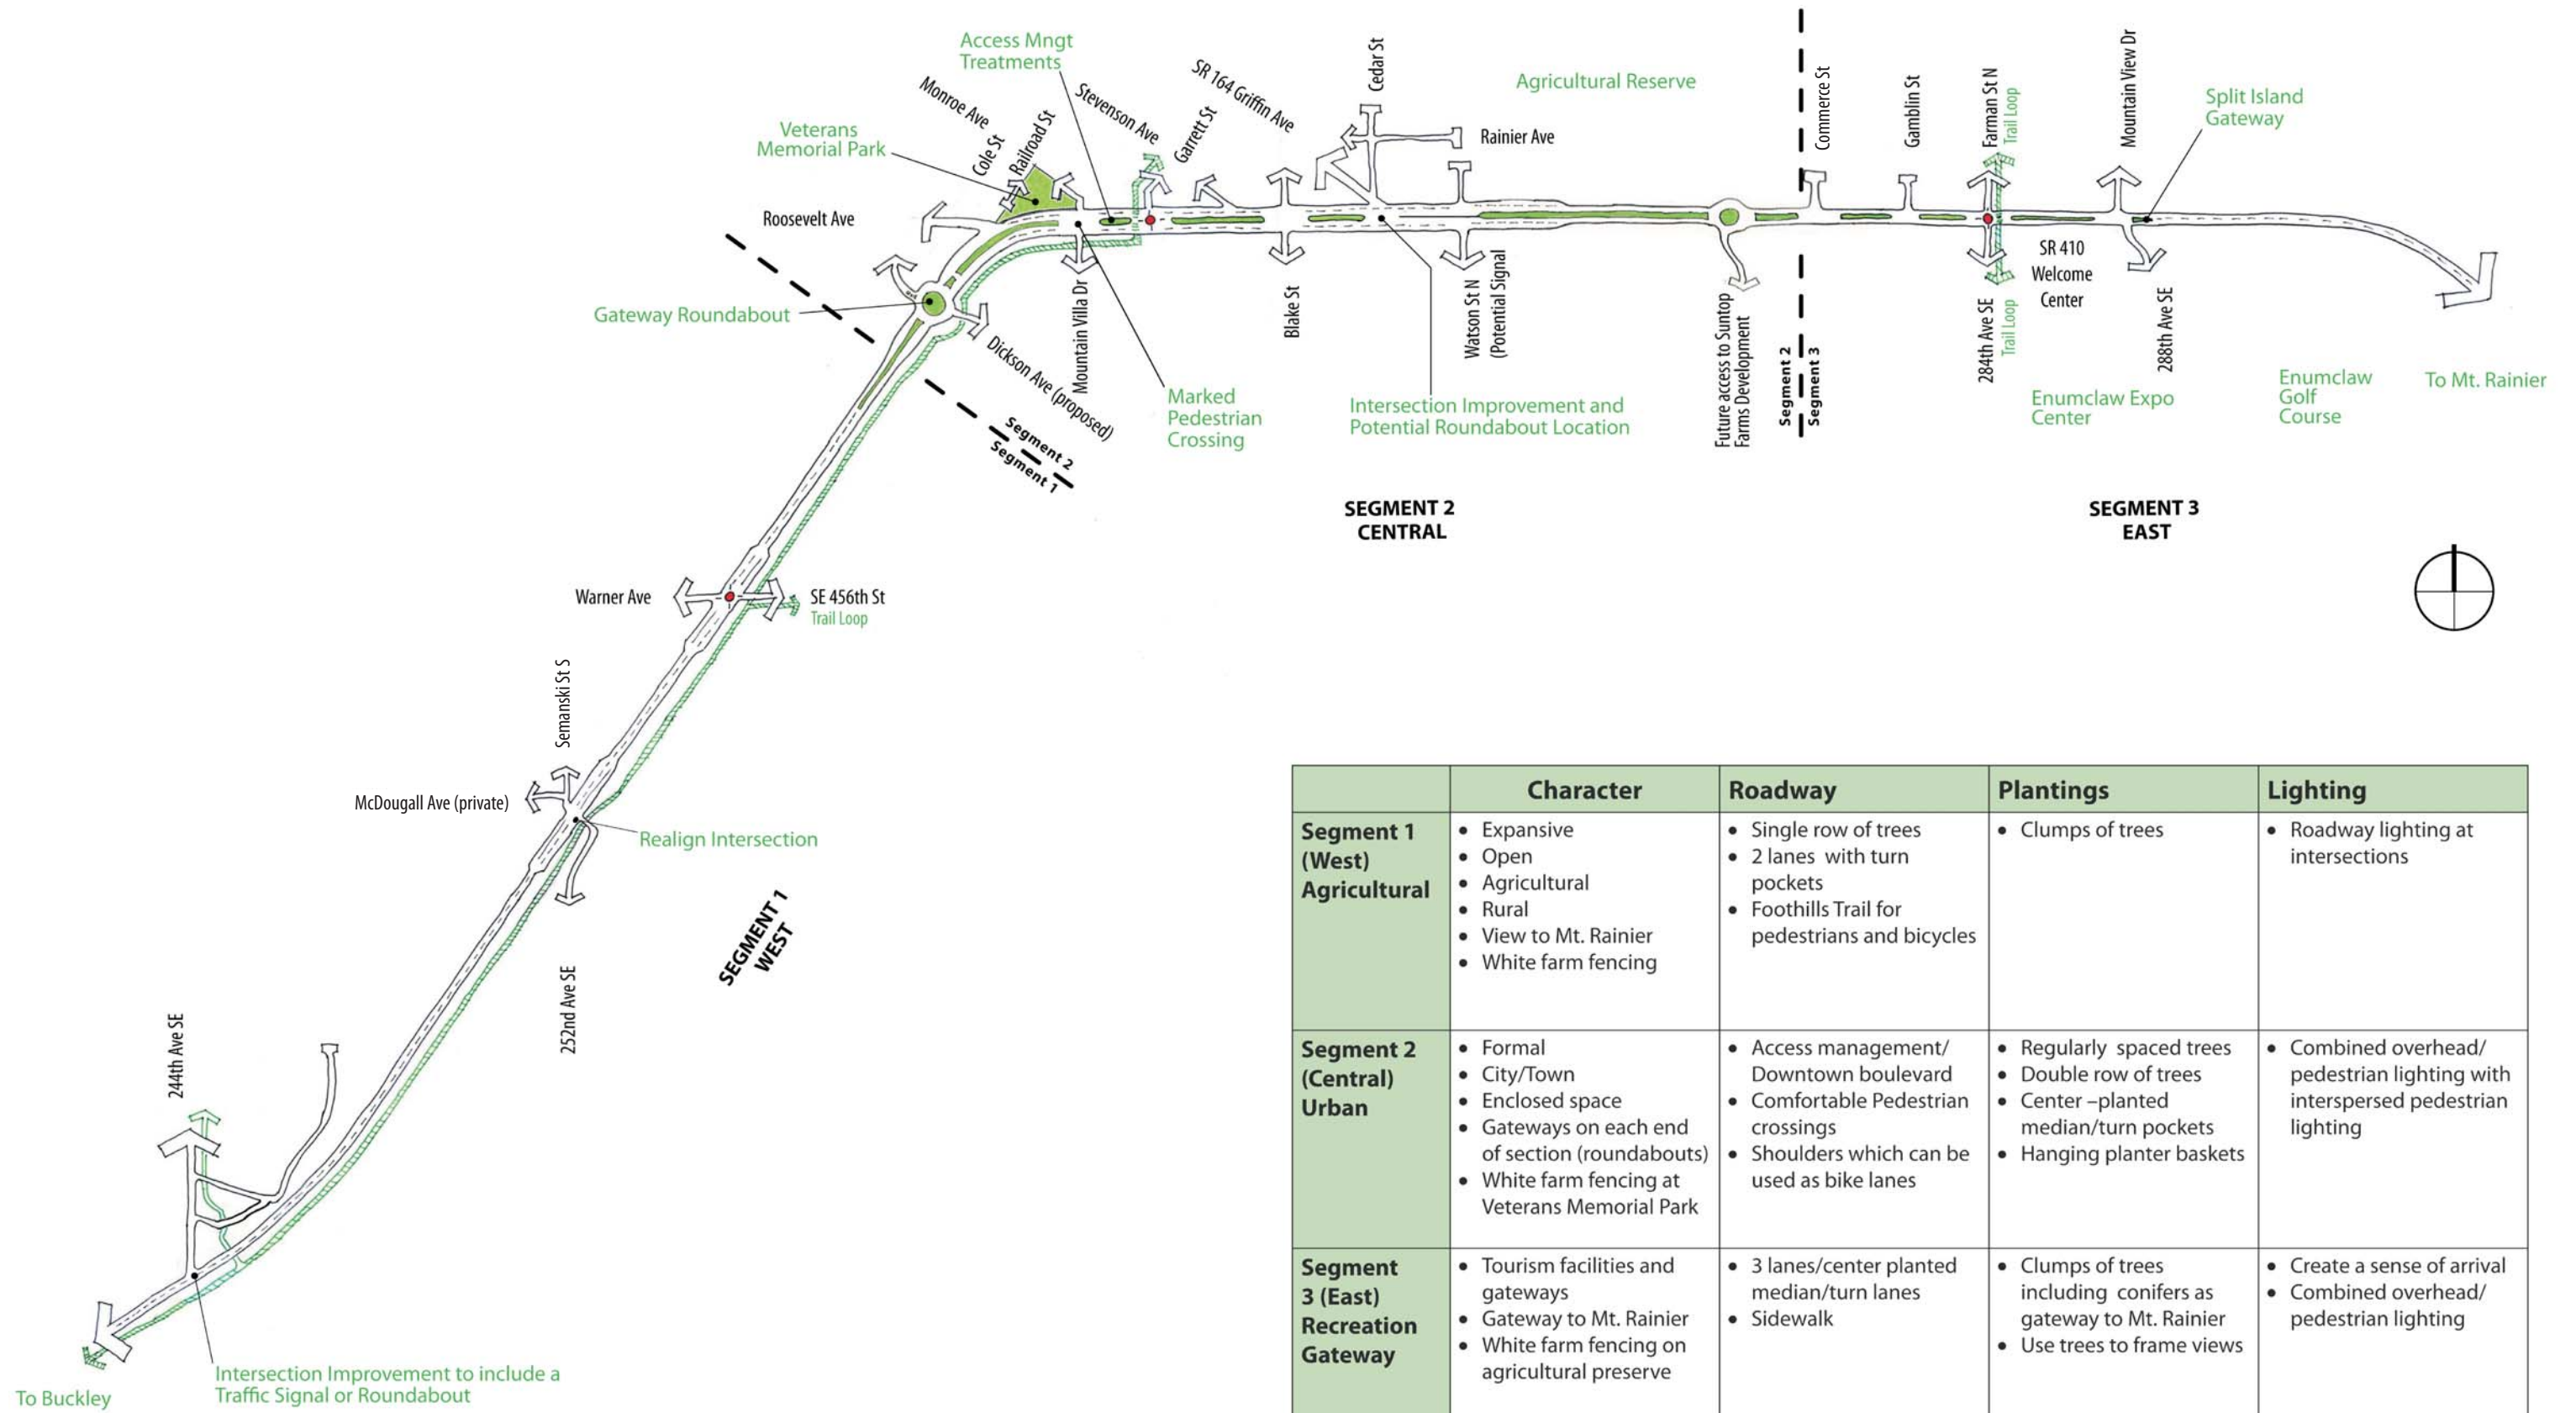 Access Mngt
Treatments
Monroe Ave
Cole St
Railroad St
Stevenson Ave
Garrett St
SR 164 Griffin Ave
Cedar St
Rainier Ave
Agricultural Reserve
Commerce St
Gamblin St
Farman St N
Trail Loop
Mountain View Dr
Split Island
Gateway
Veterans
Memorial Park
Roosevelt Ave
Gateway Roundabout
Dickson Ave (proposed)
Segment 2
Segment 1
Mountain Villa Dr
Marked
Pedestrian
Crossing
Blake St
Intersection Improvement and
Potential Roundabout Location
Watson St N
(Potential Signal
Future access to Suntop
Farms Development
Segment 2
Segment 3
284th Ave SE
Trail Loop
SR 410
Welcome
Center
288th Ave SE
Enumclaw Expo
Center
Enumclaw
Golf
Course
To Mt. Rainier
SEGMENT 2
CENTRAL
SEGMENT 3
EAST
Warner Ave
SE 456th St
Trail Loop
Semanski St S
McDougall Ave (private)
Realign Intersection
SEGMENT 1
WEST
252nd Ave SE
244th Ave SE
Intersection Improvement to include a
Traffic Signal or Roundabout
To Buckley
Character
Roadway
Plantings
Lighting
Segment 1
(West)
Agricultural
• Expansive
• Open
• Agricultural
• Rural
• View to Mt. Rainier
• White farm fencing
• Single row of trees
• 2 lanes with turn
pockets
• Foothills Trail for
pedestrians and bicycles
• Clumps of trees
• Roadway lighting at
intersections
Segment 2
(Central)
Urban
• Formal
• City/Town
• Enclosed space
• Gateways on each end
of section (roundabouts)
• White farm fencing at
Veterans Memorial Park
• Access management/
Downtown boulevard
• Comfortable Pedestrian
crossings
• Shoulders which can be
used as bike lanes
• Regularly spaced trees
• Double row of trees
• Center –planted
median/turn pockets
• Hanging planter baskets
• Combined overhead/
pedestrian lighting with
interspersed pedestrian
lighting
Segment
3 (East)
Recreation
Gateway
• Tourism facilities and
gateways
• Gateway to Mt. Rainier
• White farm fencing on
agricultural preserve
• 3 lanes/center planted
median/turn lanes
• Sidewalk
• Clumps of trees
including conifers as
gateway to Mt. Rainier
• Use trees to frame views
• Create a sense of arrival
• Combined overhead/
pedestrian lighting